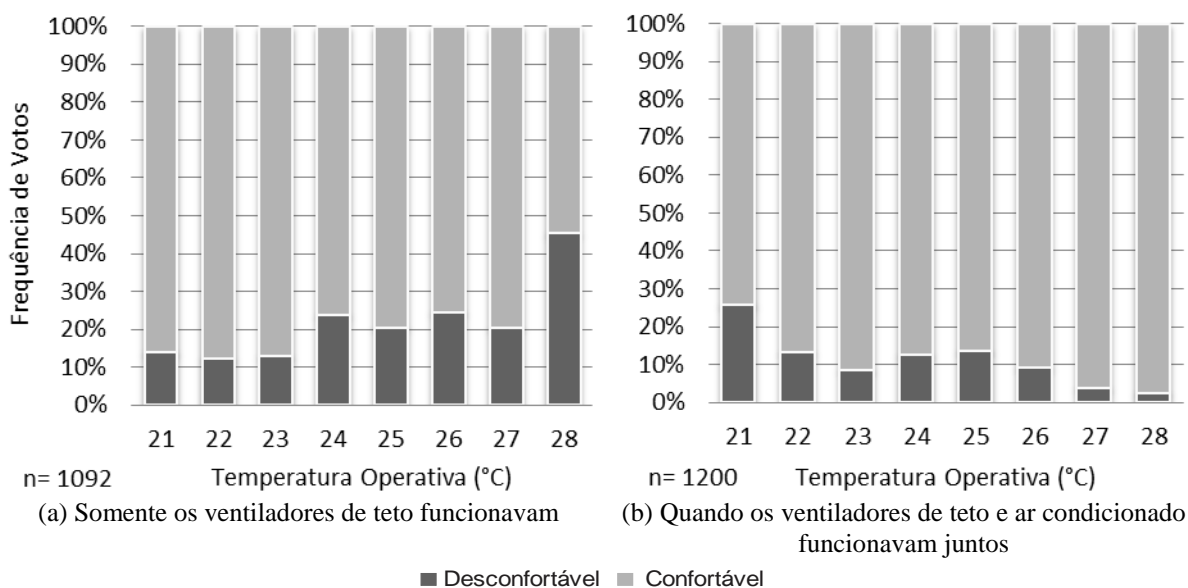 100%
90%
80%
70%
60%
50%
40%
30%
20%
10%
0%
Frequência de Votos
21 22 23 24 25 26 27 28
n= 1092 Temperatura Operativa (°C)
(a) Somente os ventiladores de teto funcionavam
100%
90%
80%
70%
60%
50%
40%
30%
20%
10%
0%
21 22 23 24 25 26 27 28
n= 1200 Temperatura Operativa (°C)
(b) Quando os ventiladores de teto e ar condicionado
funcionavam juntos
Desconfortável Confortável